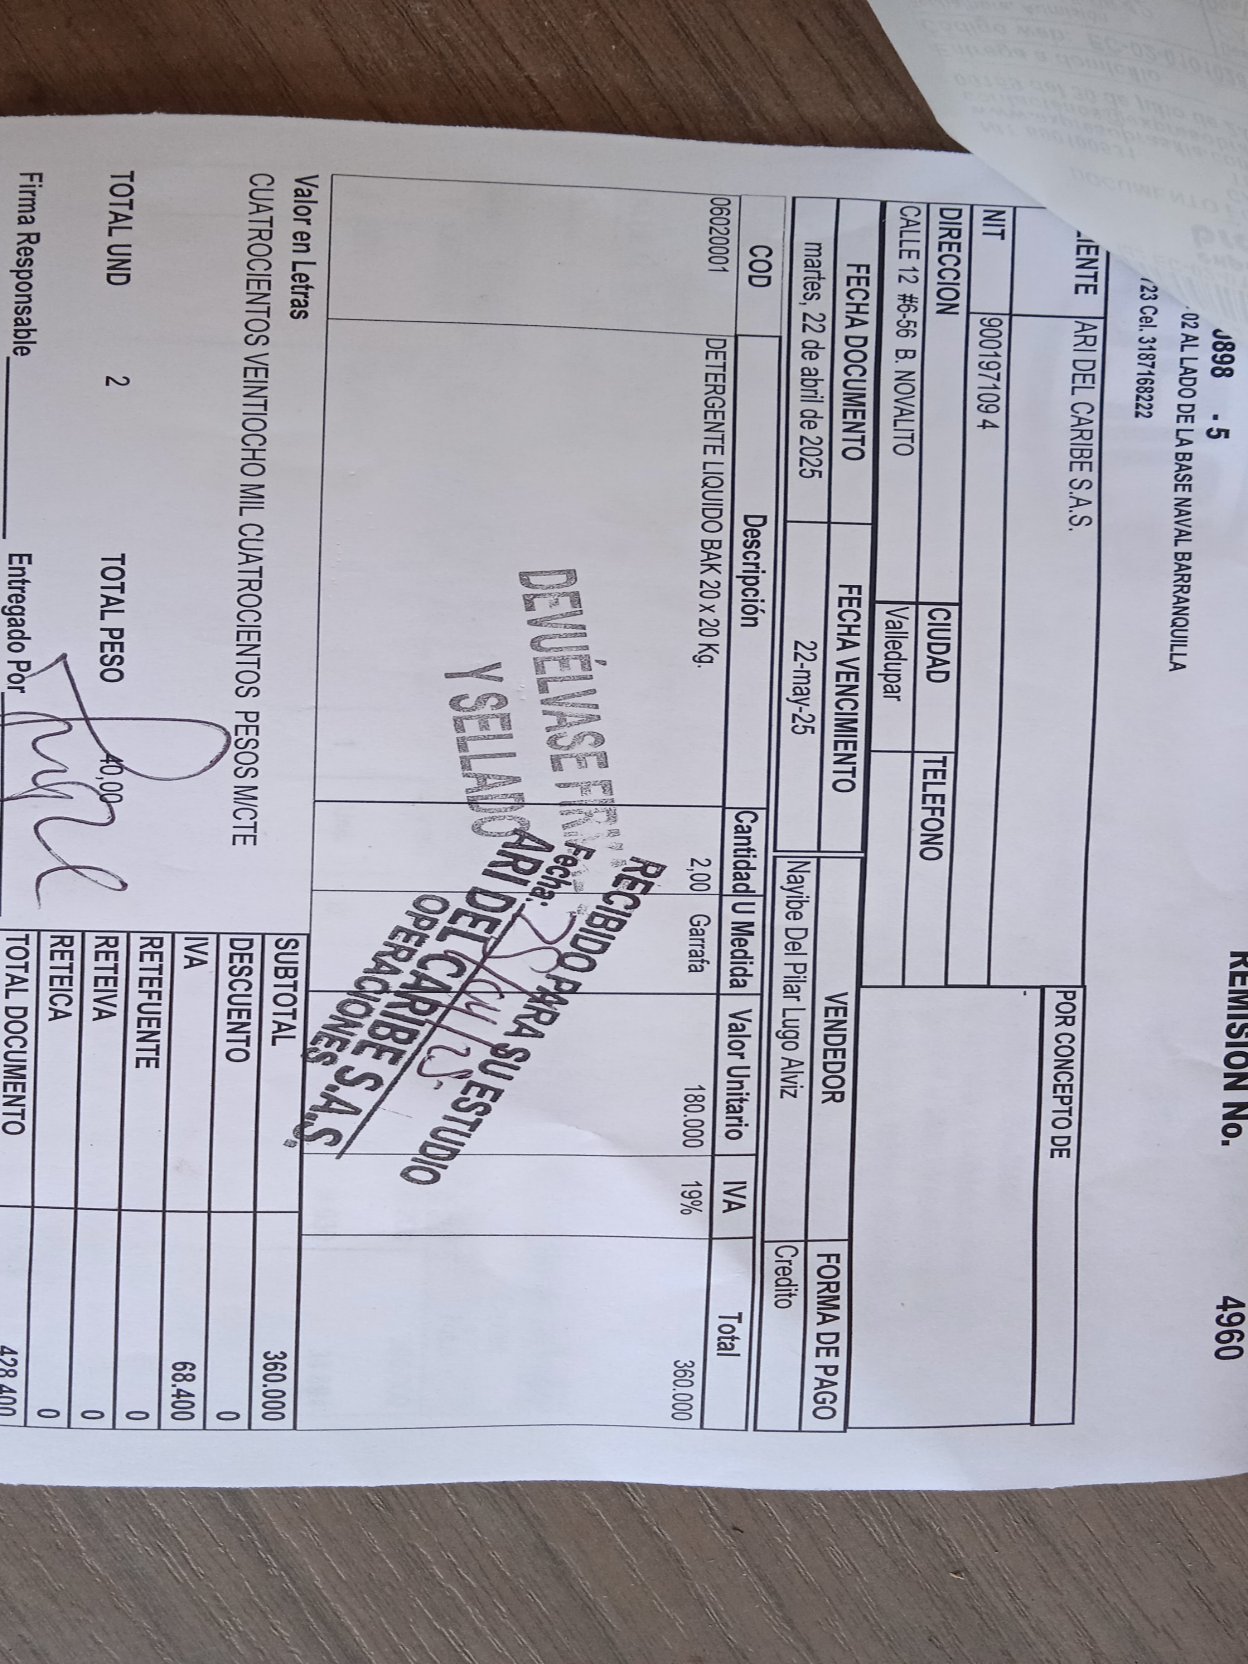 REMISION No. 4960
- 5
02 AL LADO DE LA BASE NAVAL BARRANQUILLA
723 Cel. 3187168222
ARI DEL CARIBE S.A.S.
POR CONCEPTO DE
NIT 900197109 4
-
DIRECCION CIUDAD TELEFONO
CALLE 12 #6-56 B. NOVALITO Valledupar
FECHA DOCUMENTO FECHA VENCIMIENTO VENDEDOR FORMA DE PAGO
martes, 22 de abril de 2025 22-may-25 Nayibe Del Pilar Lugo Alviz Credito
COD Descripción Cantidad U Medida Valor Unitario IVA Total
06020001 DETERGENTE LIQUIDO BAK 20 x 20 Kg. 2,00 Garrafa 180.000 19% 360.000
DEVUÉLVASE
Y SELLADO
RECIBIDO PARA SU ESTUDIO
Fecha:
ARI DEL CARIBE S.A.S.
OPERACIONES
Valor en Letras
CUATROCIENTOS VEINTIOCHO MIL CUATROCIENTOS PESOS M/CTE
SUBTOTAL 360.000
DESCUENTO 0
IVA 68.400
RETEFUENTE 0
RETEIVA 0
RETEICA 0
TOTAL DOCUMENTO 428.400
TOTAL UND 2 TOTAL PESO 40,00
Firma Responsable Entregado Por